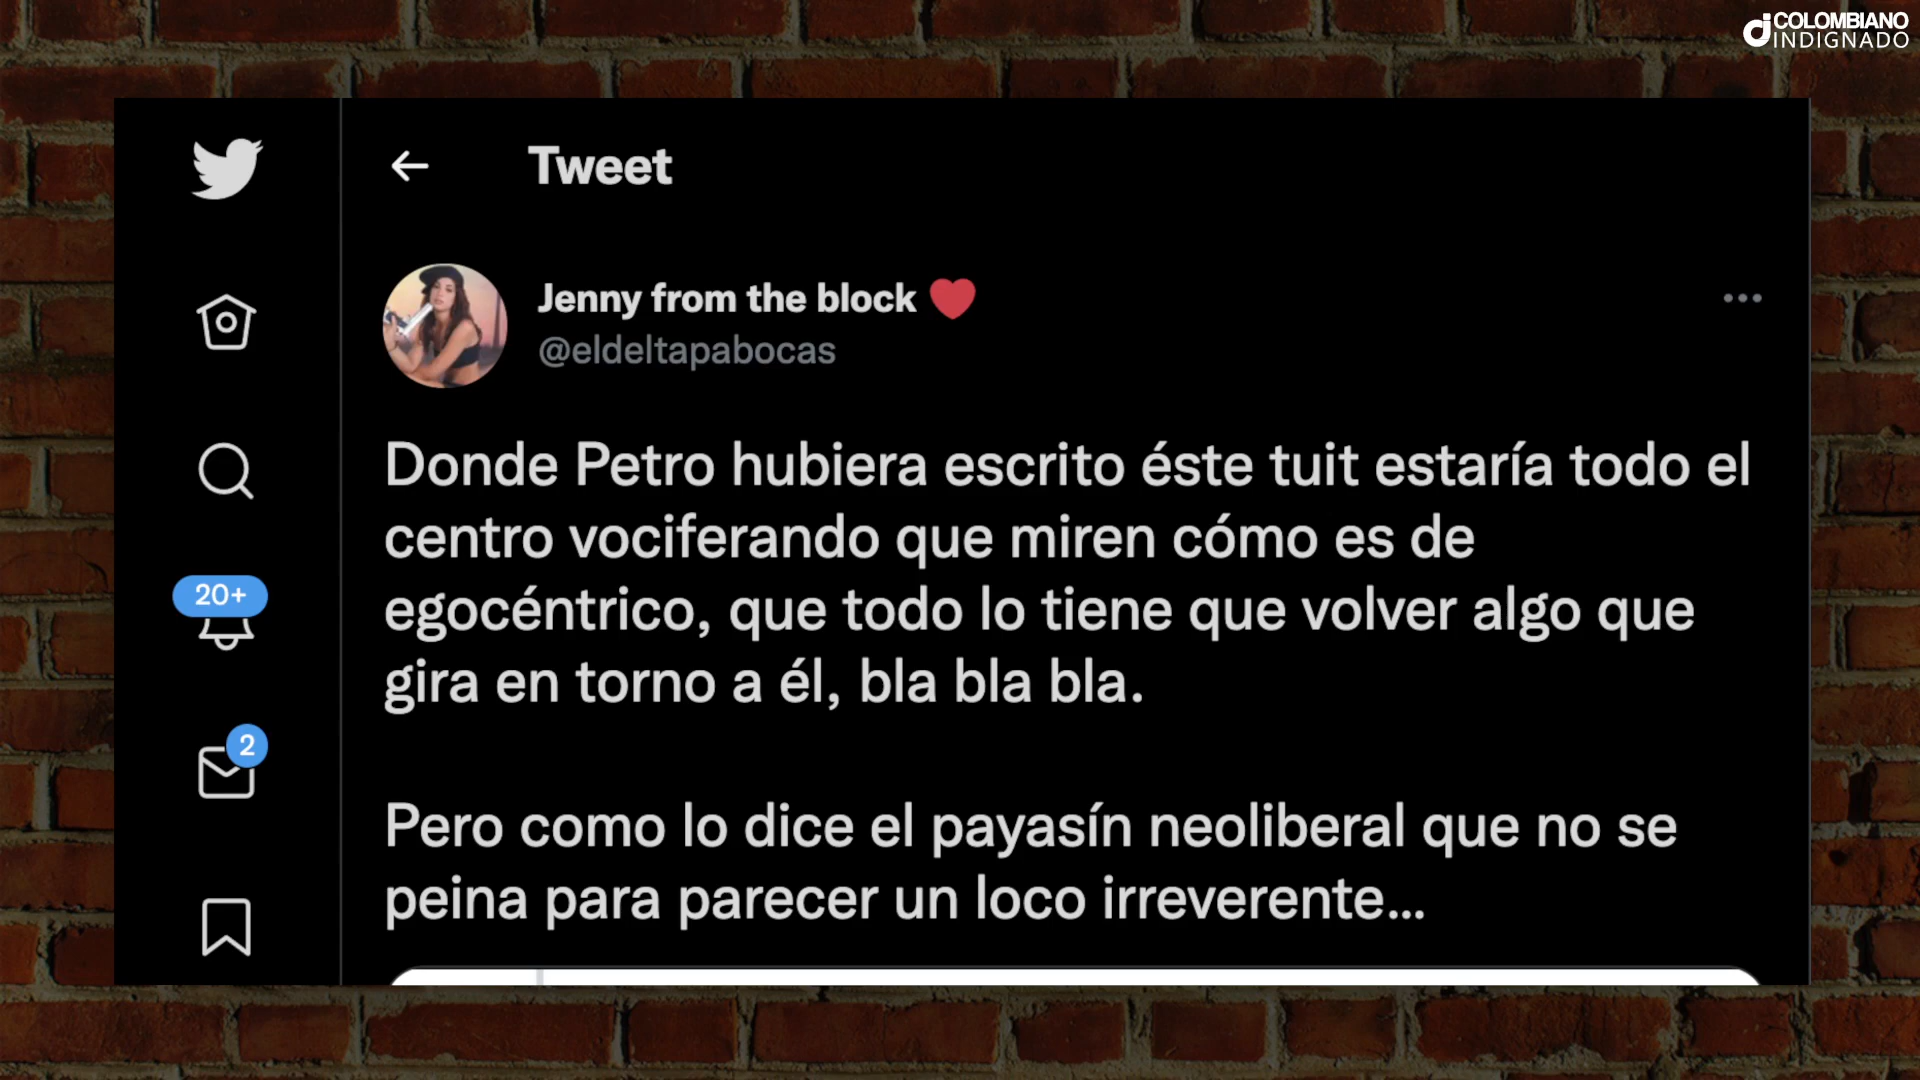 COLOMBIANO
INDIGNADO
Tweet
Jenny from the block
@eldeltapabocas
Donde Petro hubiera escrito éste tuit estaría todo el
centro vociferando que miren cómo es de
egocéntrico, que todo lo tiene que volver algo que
gira en torno a él, bla bla bla.
Pero como lo dice el payasín neoliberal que no se
peina para parecer un loco irreverente...
20+
2